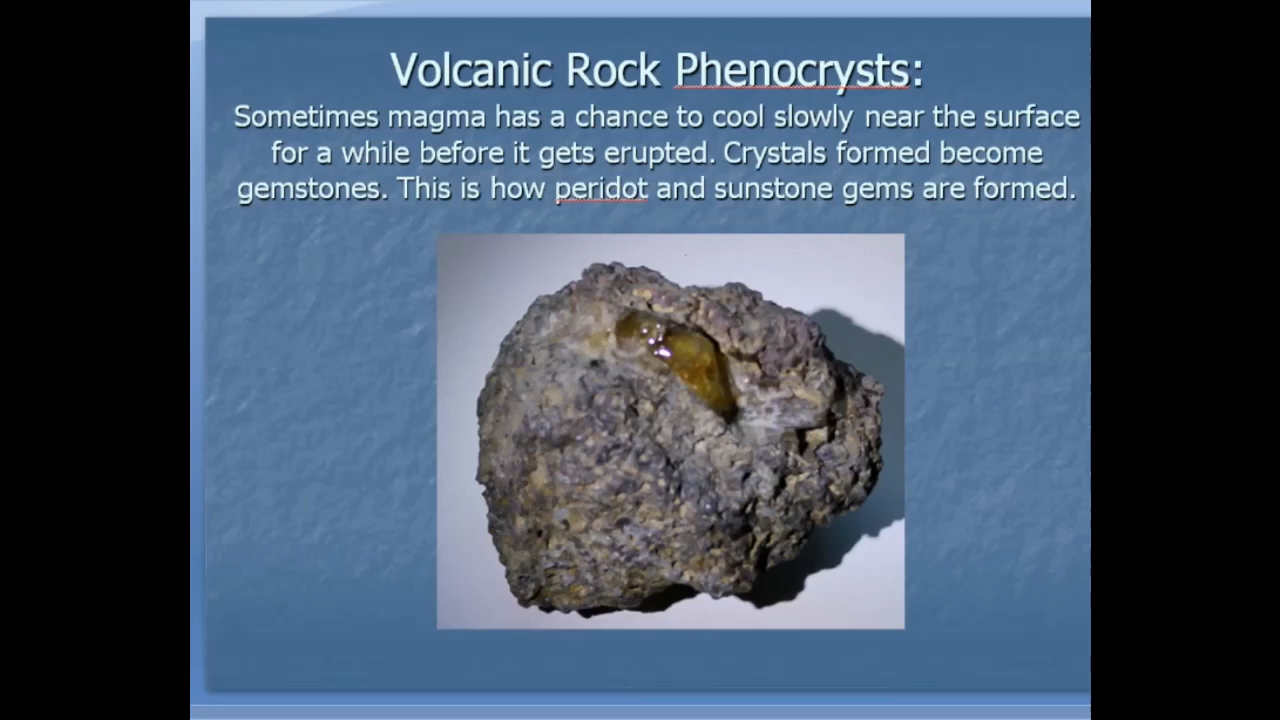 Volcanic Rock Phenocrysts:
Sometimes magma has a chance to cool slowly near the surface
for a while before it gets erupted. Crystals formed become
gemstones. This is how peridot and sunstone gems are formed.